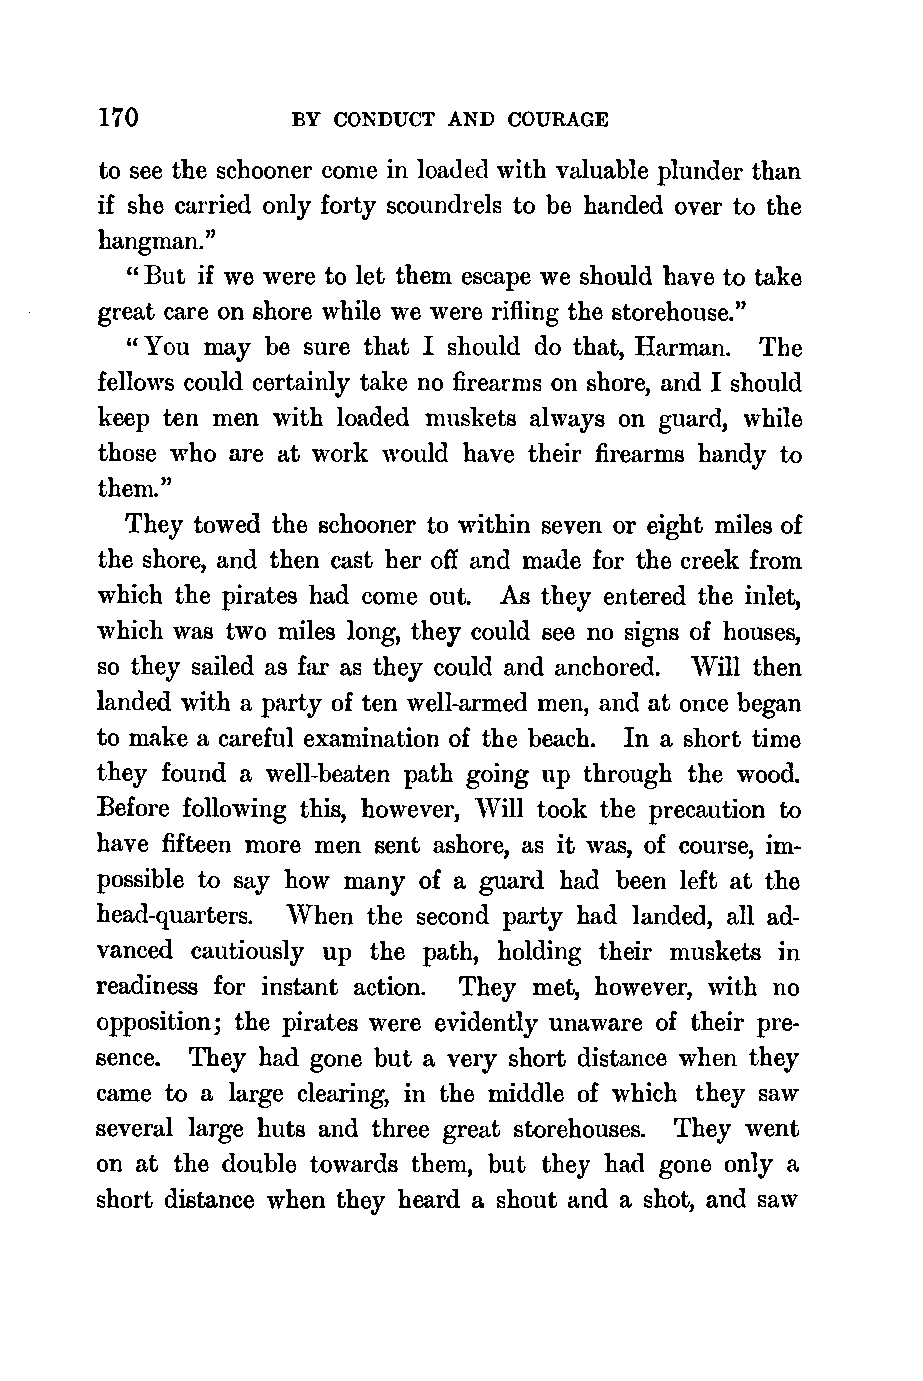 170 BY CONDUCT AND COURAGE
to see the schooner come in loaded with valuable plunder than
if she carried only forty scoundrels to be handed over to the
hangman."
"But if we were to let them escape we should have to take
great care on shore while we were rifling the storehouse."
"You may be sure that I should do that, Harman. The
fellows could certainly take no firearms on shore, and I should
keep ten men with loaded muskets always on guard, while
those who are at work would have their firearms handy to
them."
They towed the schooner to within seven or eight miles of
the shore, and then cast her off and made for the creek from
which the pirates had come out. As they entered the inlet,
which was two miles long, they could see no signs of houses,
so they sailed as far as they could and anchored. Will then
landed with a party of ten well-armed men, and at once began
to make a careful examination of the beach. In a short time
they found a well-beaten path going up through the wood.
Before following this, however, Will took the precaution to
have fifteen more men sent ashore, as it was, of course, im-
possible to say how many of a guard had been left at the
head-quarters. When the second party had landed, all ad-
vanced cautiously up the path, holding their muskets in
readiness for instant action. They met, however, with no
opposition; the pirates were evidently unaware of their pre-
sence. They had gone but a very short distance when they
came to a large clearing, in the middle of which they saw
several large huts and three great storehouses. They went
on at the double towards them, but they had gone only a
short distance when they heard a shout and a shot, and saw